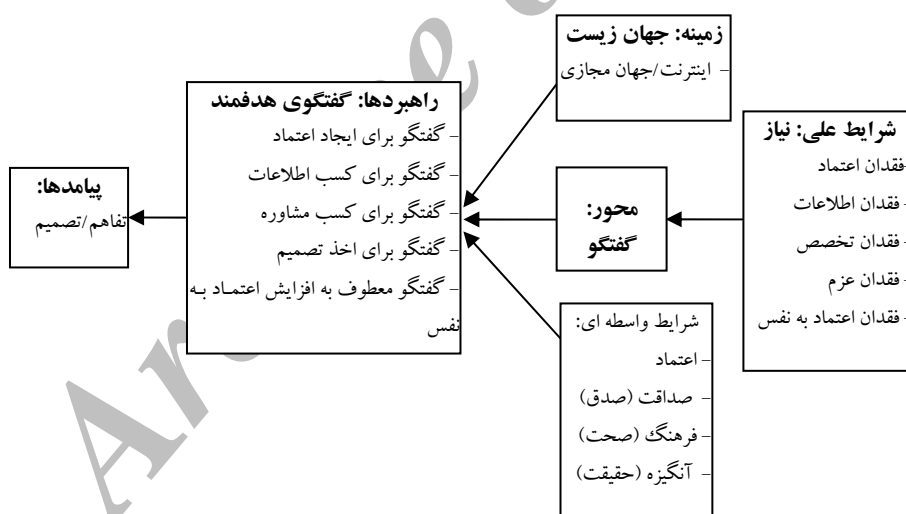 زمینه: جهان زیست
– اینترنت/جهان مجازی
شرایط علی: نیاز
-فقدان اعتماد
- فقدان اطلاعات
- فقدان تخصص
- فقدان عزم
- فقدان اعتماد به نفس
محور:
گفتگو
شرایط واسطه ای:
– اعتماد
– صداقت (صدق)
– فرهنگ (صحت)
– آنگیزه (حقیقت)
راهبردها: گفتگوی هدفمند
– گفتگو برای ایجاد اعتماد
– گفتگو برای کسب اطلاعات
– گفتگو برای کسب مشاوره
– گفتگو برای اخذ تصمیم
– گفتگو معطوف به افزایش اعتمـاد بـه
نفس
پیامدها:
تفاهم/تصمیم